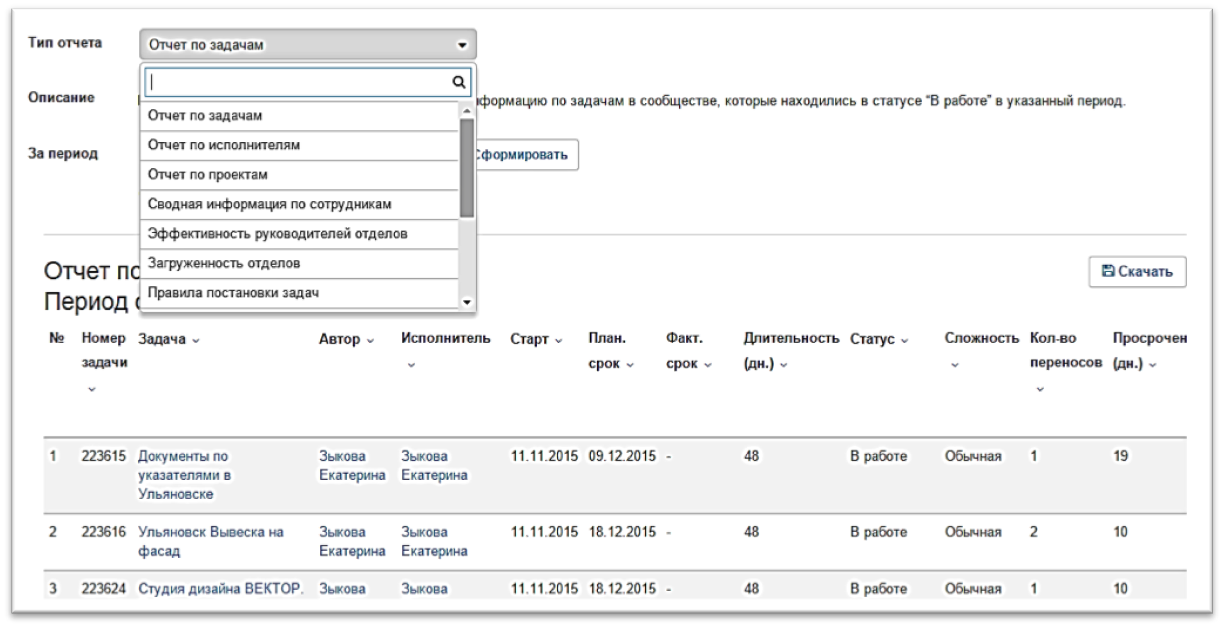 Тип отчета
Отчет по задачам
Описание
формацию по задачам в сообществе, которые находились в статусе “В работе” в указанный период.
Отчет по задачам
Отчет по исполнителям
За период
Сформировать
Отчет по проектам
Сводная информация по сотрудникам
Эффективность руководителей отделов
Загруженность отделов
Правила постановки задач
Отчет по
Скачать
Период
№ Номер Задача Автор Исполнитель Старт План. Факт. Длительность Статус Сложность Кол-во Просрочен
задачи срок срок (дн.) переносов (дн.)
1 223615 Документы по Зыкова Зыкова 11.11.2015 09.12.2015 - 48 В работе Обычная 1 19
указателями в Екатерина Екатерина
Ульяновске
2 223616 Ульяновск Вывеска на Зыкова Зыкова 11.11.2015 18.12.2015 - 48 В работе Обычная 2 10
фасад Екатерина Екатерина
3 223624 Студия дизайна ВЕКТОР. Зыкова Зыкова 11.11.2015 18.12.2015 - 48 В работе Обычная 1 10